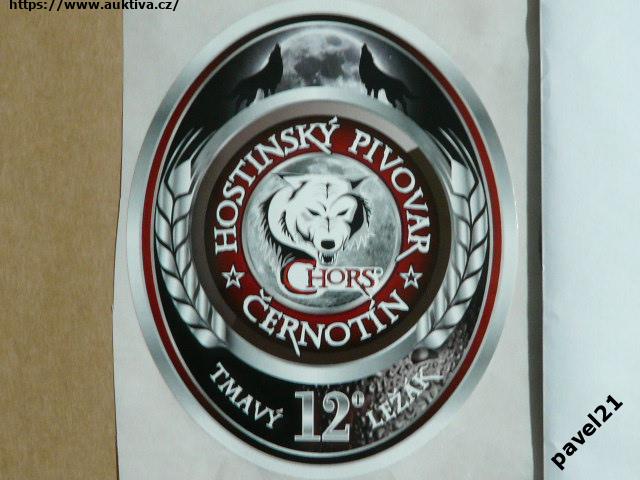 https://www.auktiva.cz/
HOSTINSKÝ PIVOVAR
CHORS
ČERNOTÍN
TMAVÝ 12° LEŽÁK
pavel21